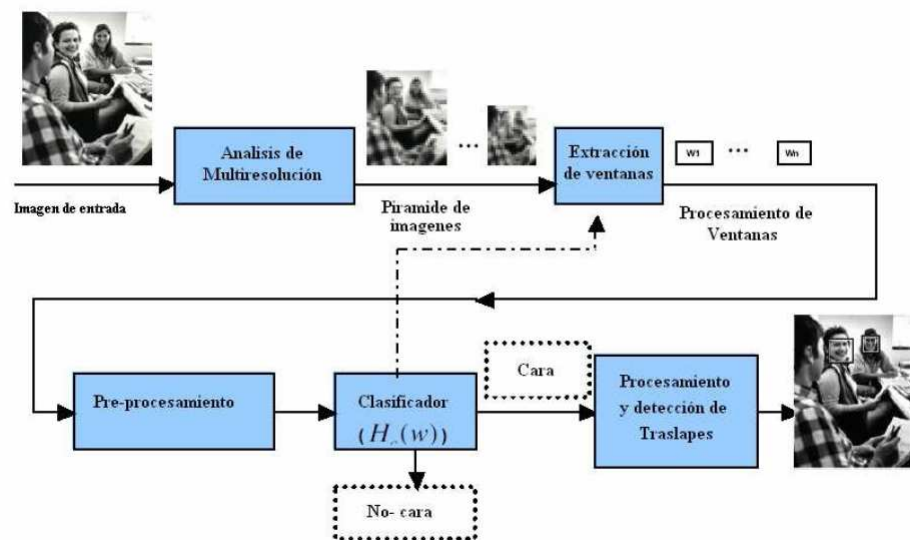 Analisis de
Multiresolución
...
Extracción
de ventanas
W1
...
Wn
Imagen de entrada
Piramide de
imagenes
Procesamiento de
Ventanas
Pre-procesamiento
Clasificador
(H_c(w))
Cara
Procesamiento
y detección de
Traslapes
No- cara